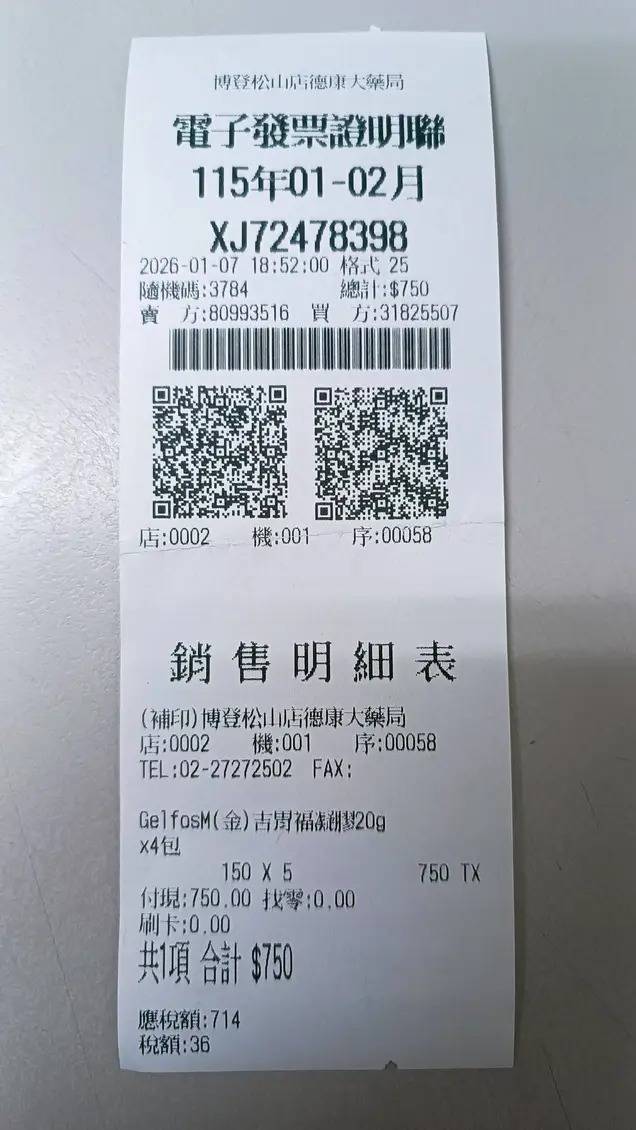 博登松山店德康大藥局
電子發票證明聯
115年01-02月
XJ72478398
2026-01-07 18:52:00 格式 25
隨機碼:3784 總計:$750
賣 方:80993516 買 方:31825507
店:0002 機:001 序:00058
銷售明細表
(補印)博登松山店德康大藥局
店:0002 機:001 序:00058
TEL:02-27272502 FAX:
GelfosM(金)吉胃福凝膠20g
x4包
150 X 5 750 TX
付現:750.00 找零:0.00
刷卡:0.00
共1項 合計 $750
應稅額:714
稅額:36